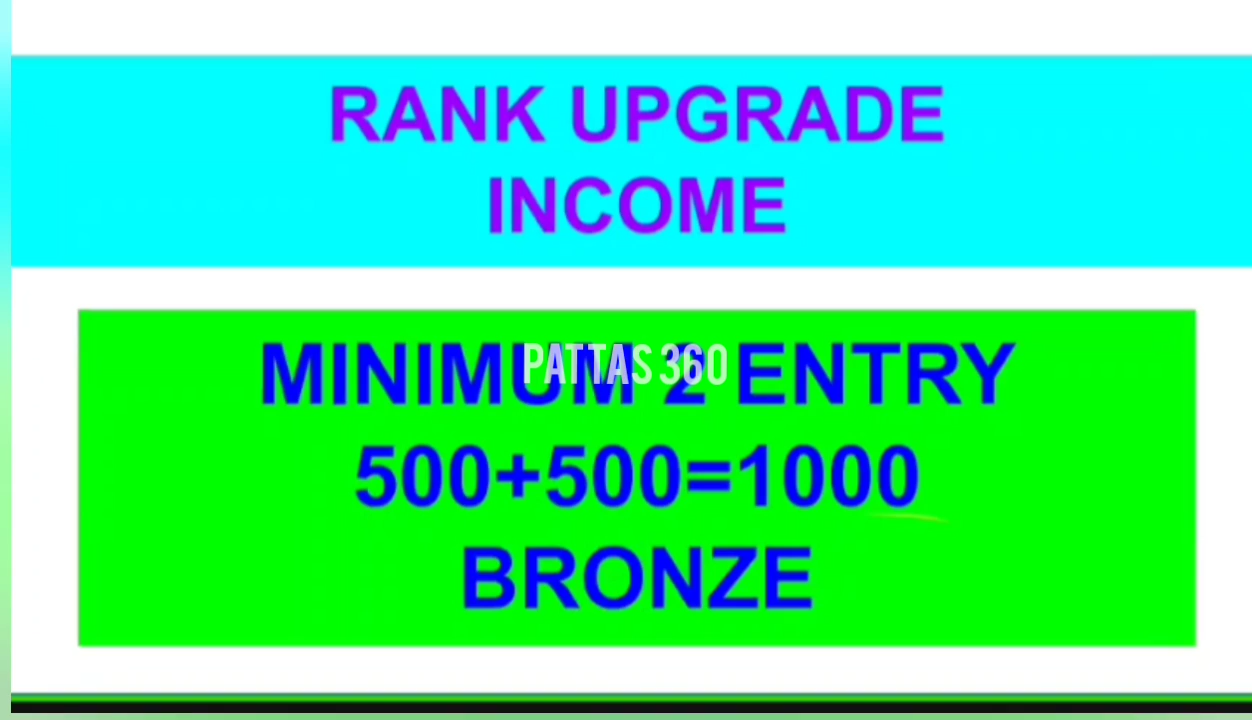 RANK UPGRADE
INCOME
MINIMUM 2 ENTRY
PATTAS 360
500+500=1000
BRONZE